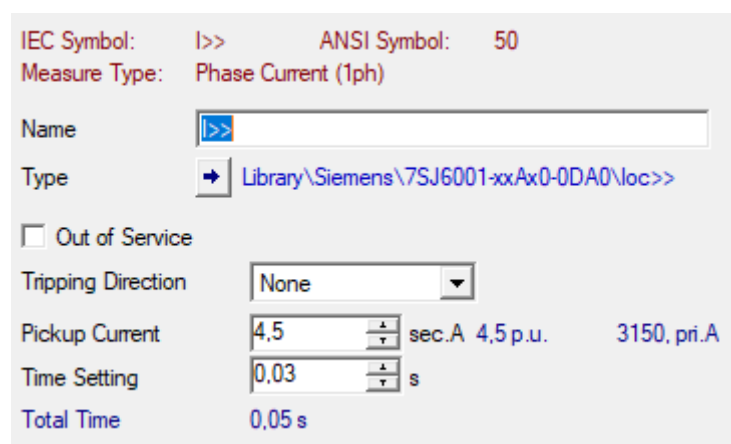 IEC Symbol: I>> ANSI Symbol: 50
Measure Type: Phase Current (1ph)
Name I>>
Type Library\Siemens\7SJ6001-xxAx0-0DA0\Ioc>>
Out of Service
Tripping Direction None
Pickup Current 4,5 sec.A 4,5 p.u. 3150, pri.A
Time Setting 0,03 s
Total Time 0,05 s